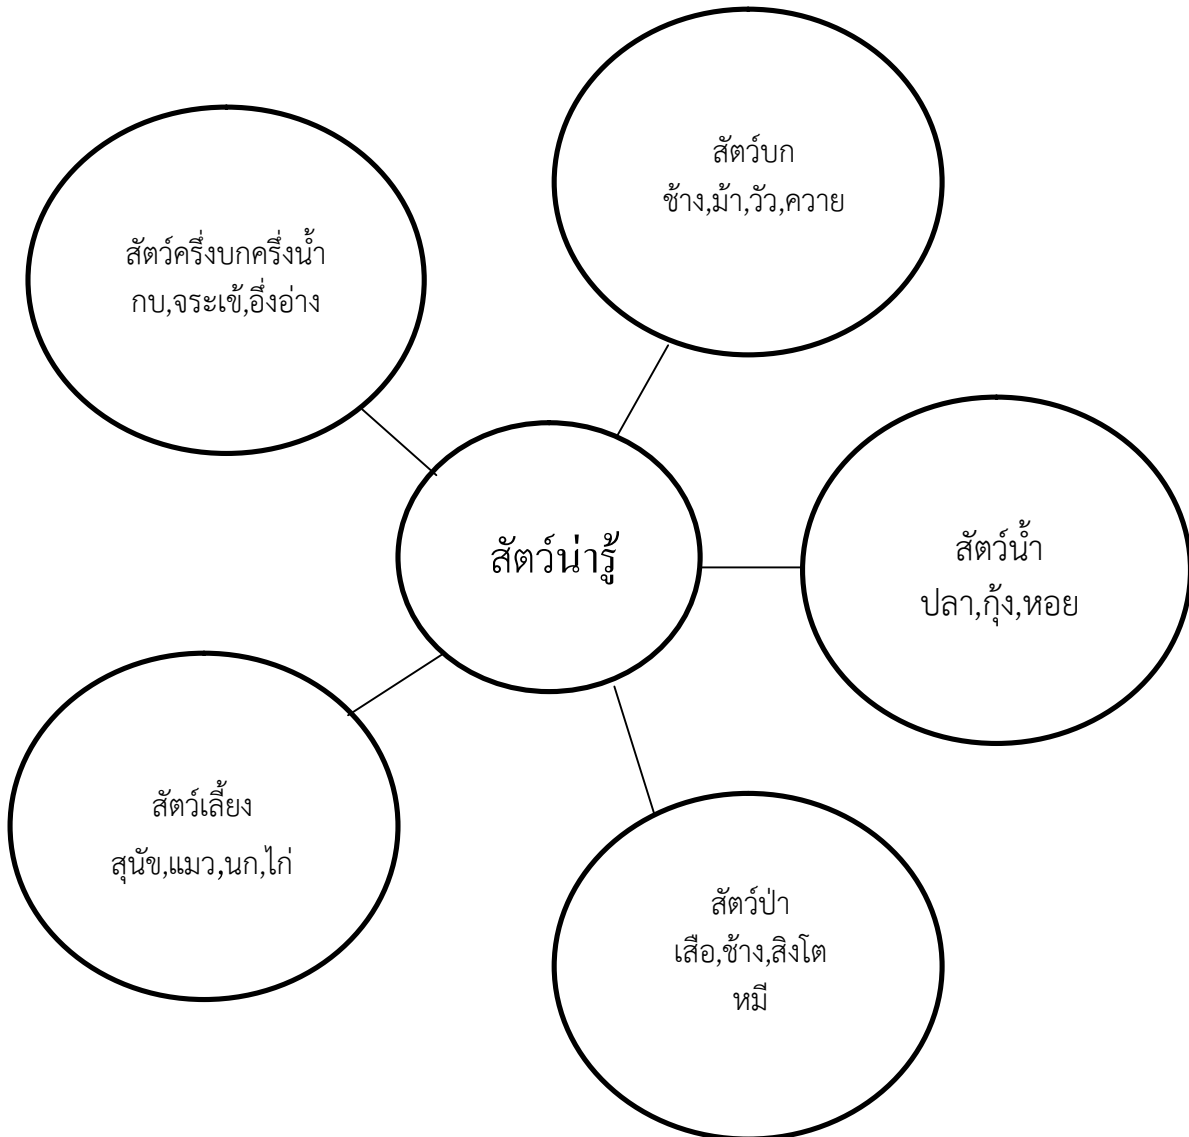 สัตว์บก
ช้าง,ม้า,วัว,ควาย
สัตว์ครึ่งบกครึ่งน้ำ
กบ,จระเข้,อึ่งอ่าง
สัตว์น่ารู้
สัตว์น้ำ
ปลา,กุ้ง,หอย
สัตว์เลี้ยง
สุนัข,แมว,นก,ไก่
สัตว์ป่า
เสือ,ช้าง,สิงโต
หมี